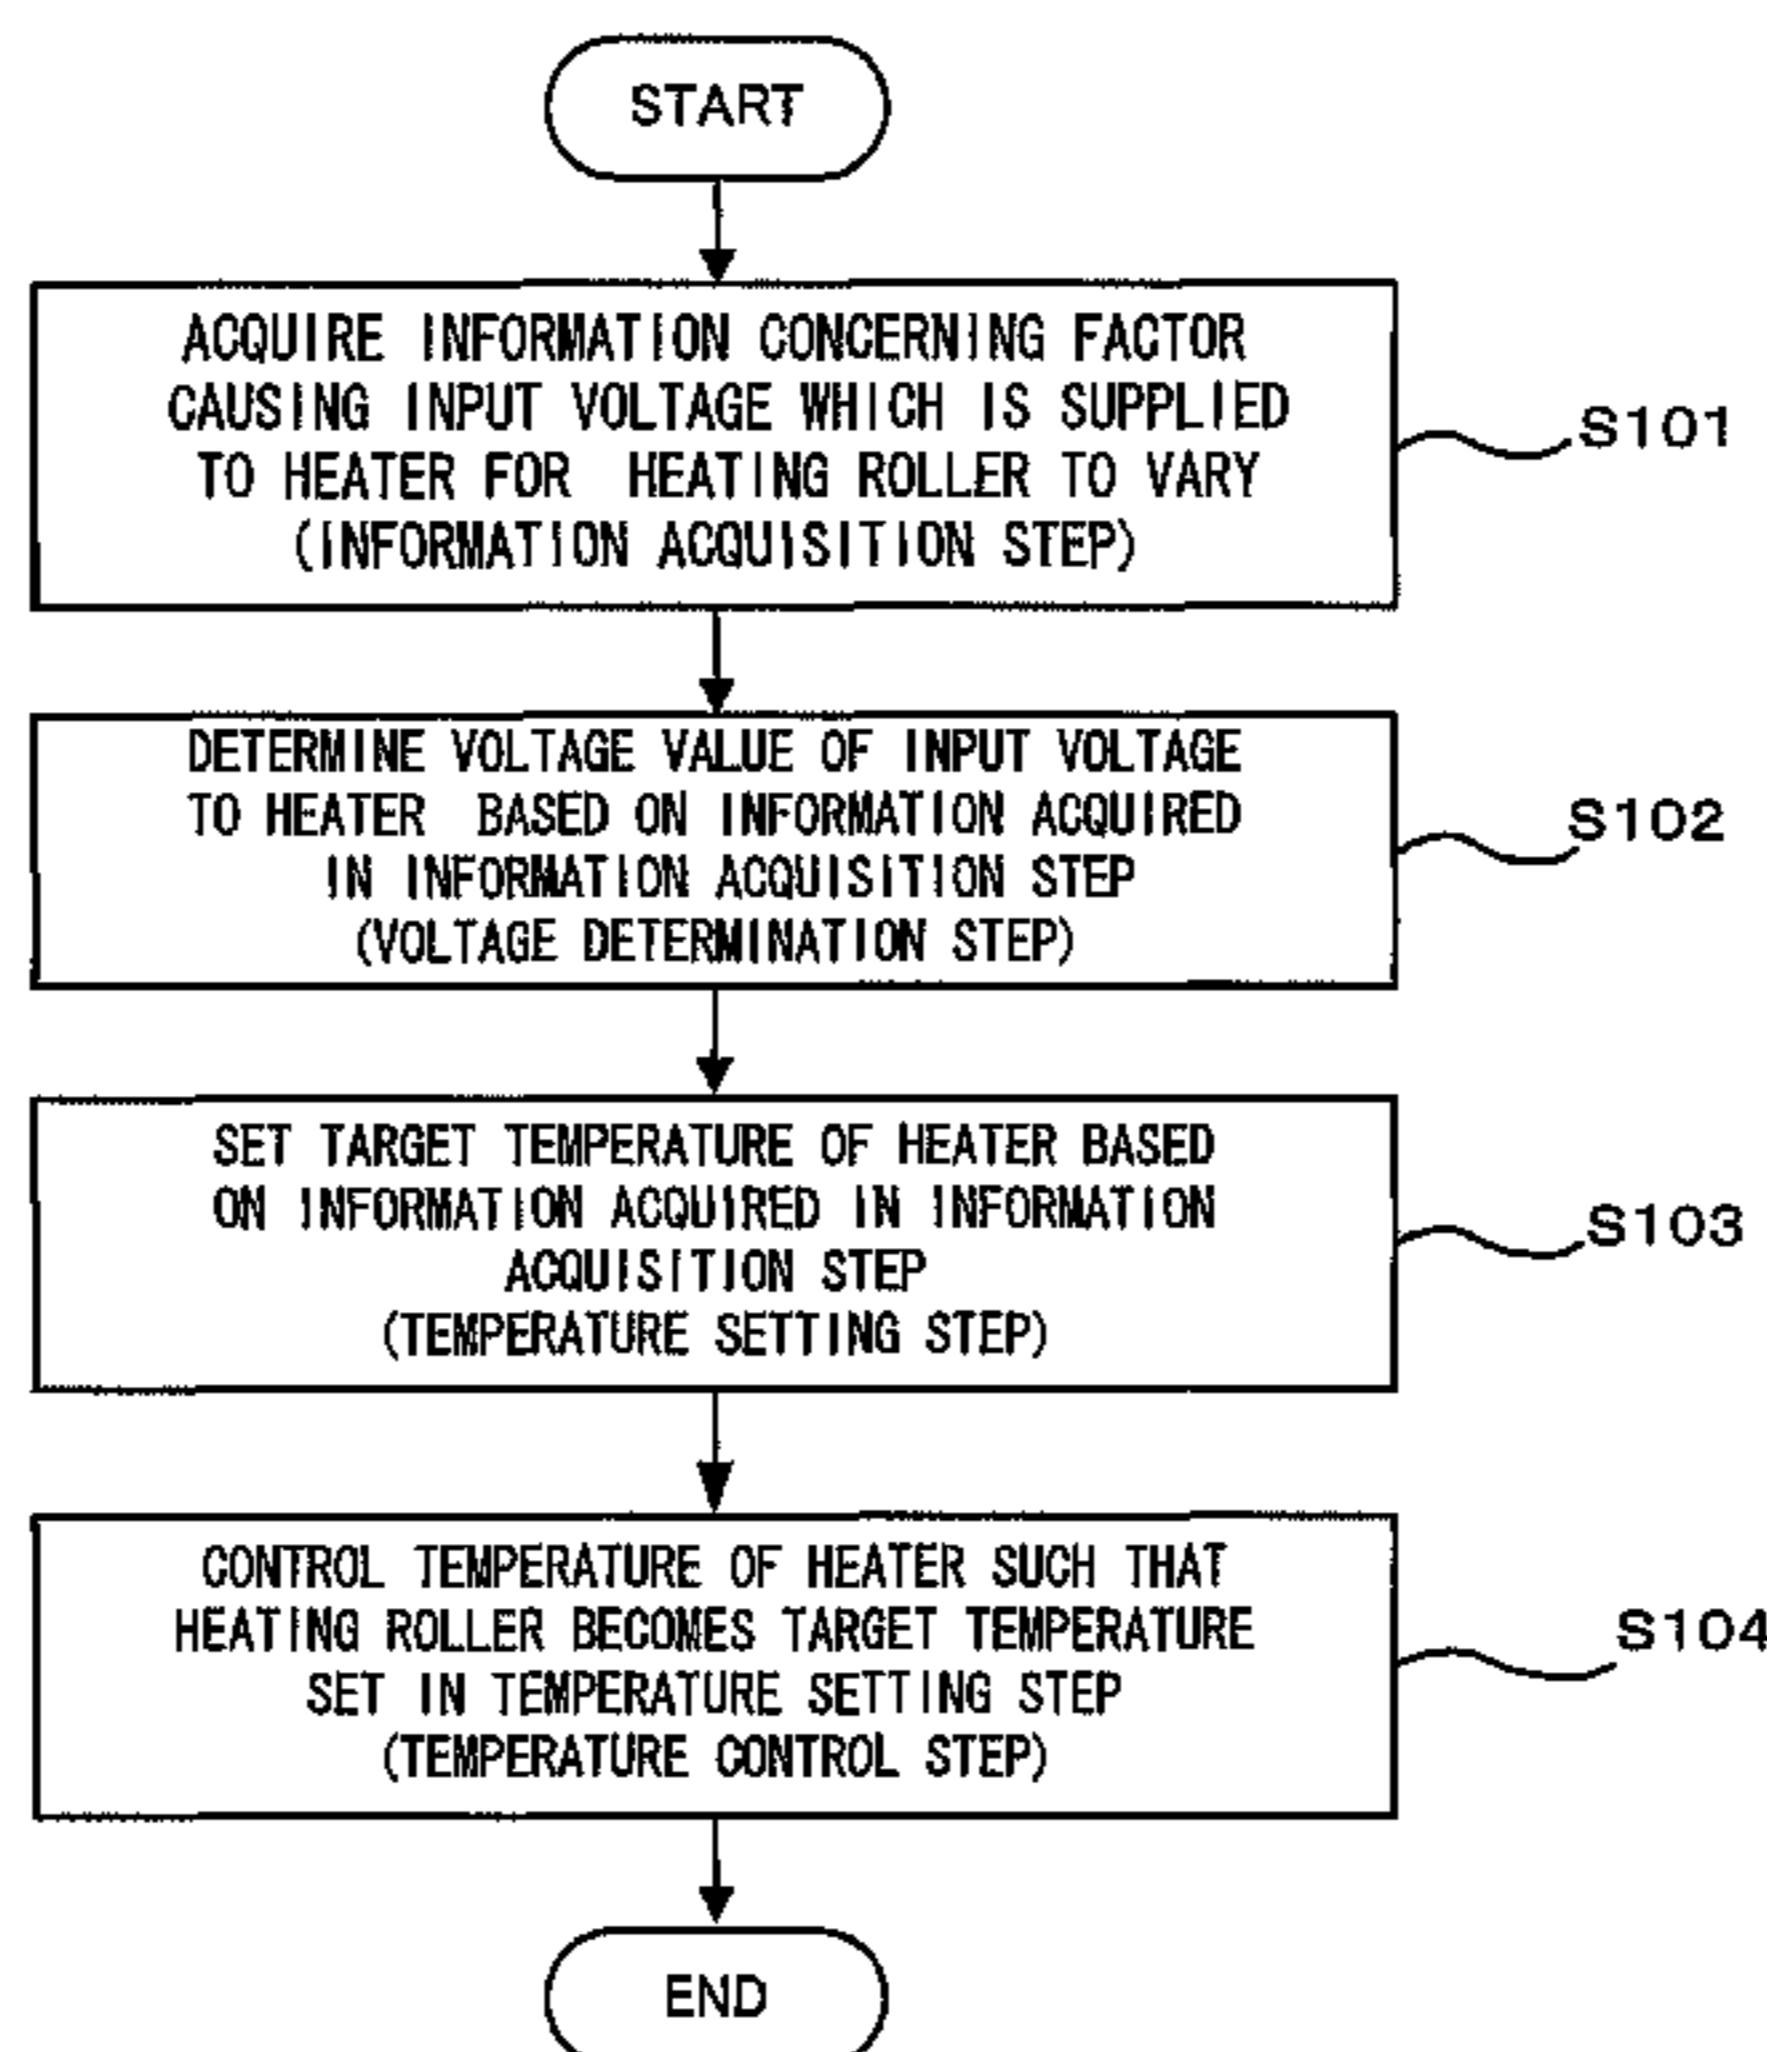 START
ACQUIRE INFORMATION CONCERNING FACTOR
CAUSING INPUT VOLTAGE WHICH IS SUPPLIED
TO HEATER FOR HEATING ROLLER TO VARY
(INFORMATION ACQUISITION STEP)
S101
DETERMINE VOLTAGE VALUE OF INPUT VOLTAGE
TO HEATER BASED ON INFORMATION ACQUIRED
IN INFORMATION ACQUISITION STEP
(VOLTAGE DETERMINATION STEP)
S102
SET TARGET TEMPERATURE OF HEATER BASED
ON INFORMATION ACQUIRED IN INFORMATION
ACQUISITION STEP
(TEMPERATURE SETTING STEP)
S103
CONTROL TEMPERATURE OF HEATER SUCH THAT
HEATING ROLLER BECOMES TARGET TEMPERATURE
SET IN TEMPERATURE SETTING STEP
(TEMPERATURE CONTROL STEP)
S104
END